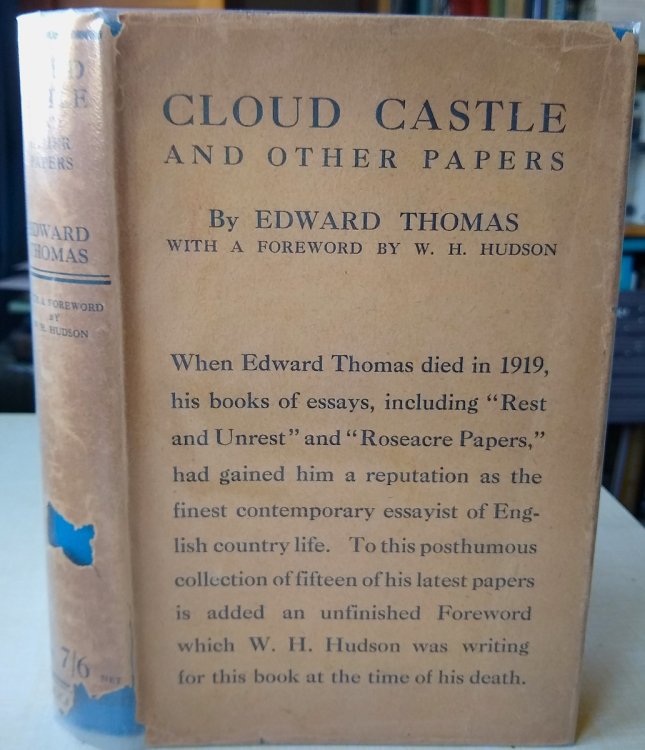 EDWARD
THOMAS
FOREWORD
BY
HUDSON
7/6 NET
CLOUD CASTLE
AND OTHER PAPERS
By EDWARD THOMAS
WITH A FOREWORD BY W. H. HUDSON
When Edward Thomas died in 1919,
his books of essays, including “Rest
and Unrest” and “Roseacre Papers,”
had gained him a reputation as the
finest contemporary essayist of Eng-
lish country life. To this posthumous
collection of fifteen of his latest papers
is added an unfinished Foreword
which W. H. Hudson was writing
for this book at the time of his death.